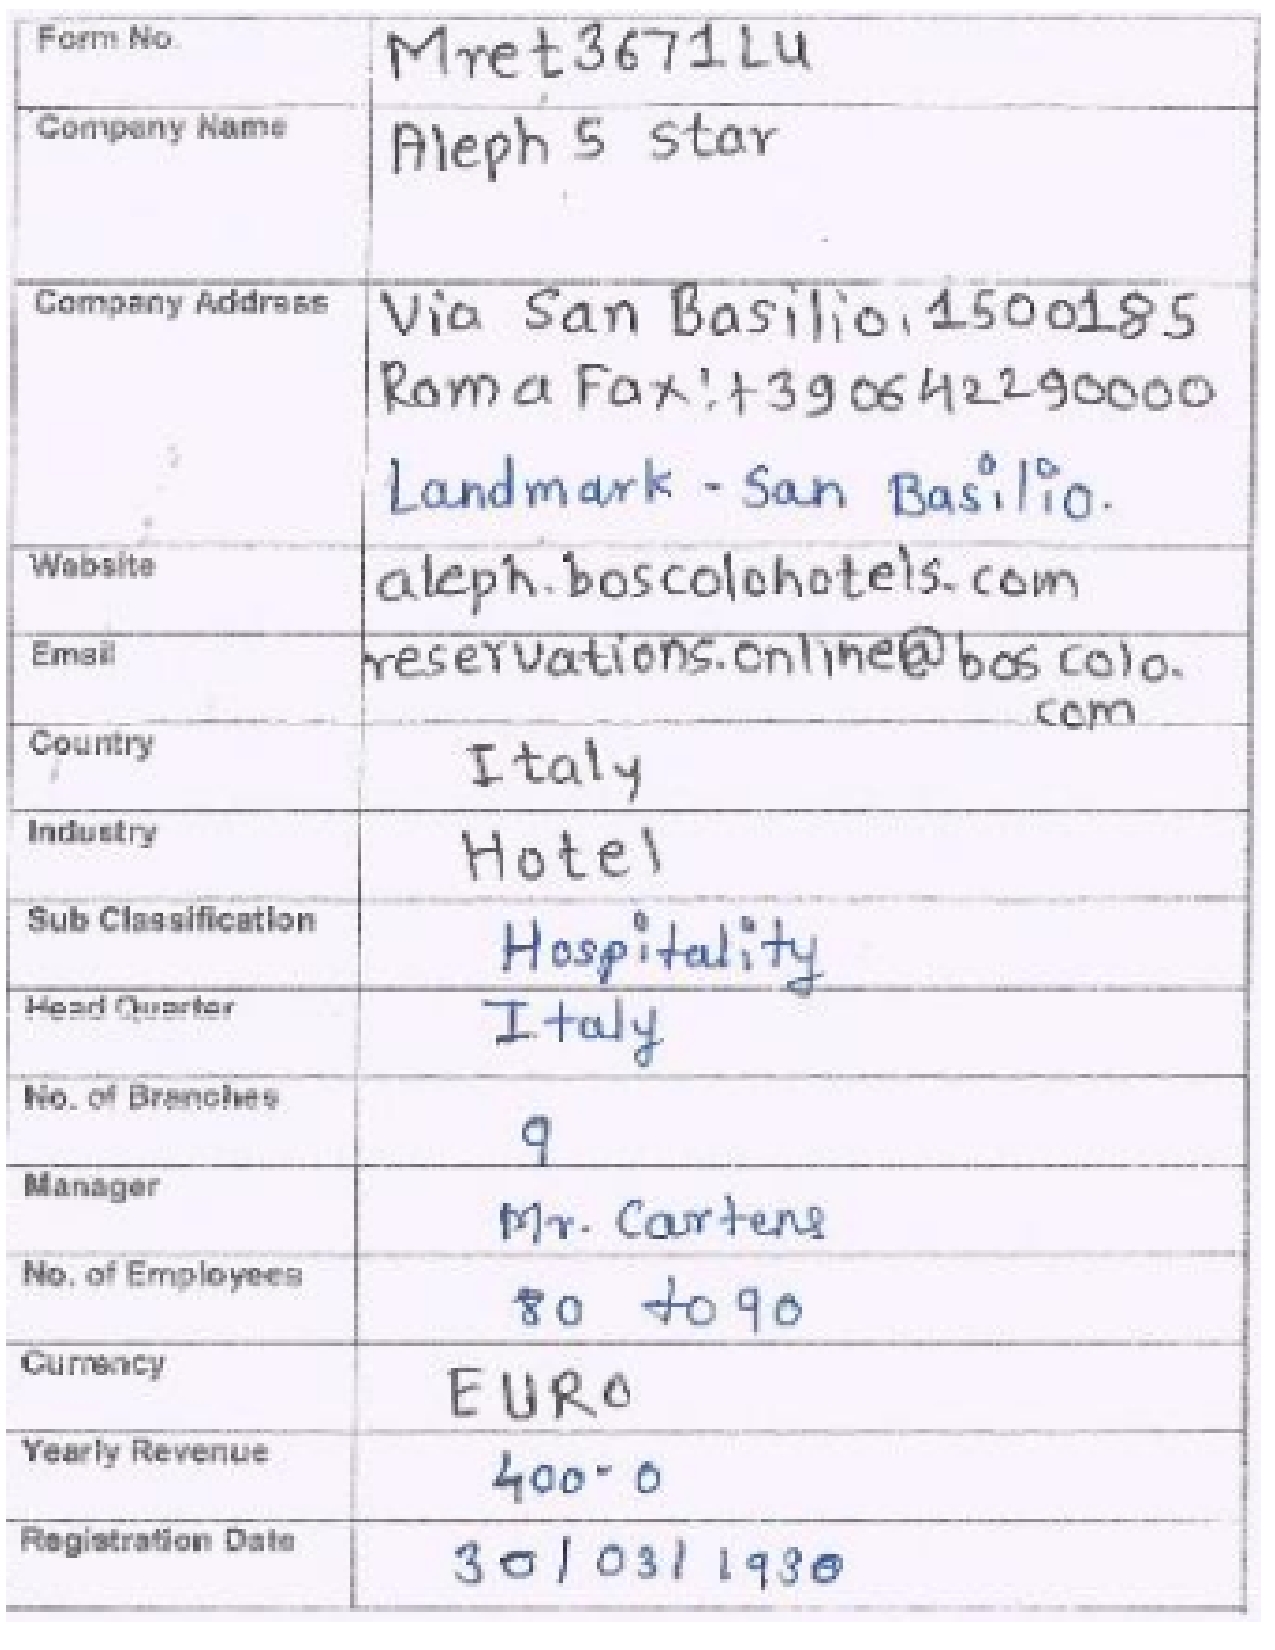 Form No.
Mret3671LU
Company Name
Aleph 5 star
Company Address
Via San Basilio, 1500185
Roma Fax:+390642290000
Landmark - San Basilio.
Website
aleph.boscolohotels.com
Email
reservations.online@boscolo.
com
Country
Italy
Industry
Hotel
Sub Classification
Hospitality
Head Quarter
Italy
No. of Branches
9
Manager
Mr. Cartens
No. of Employees
80 to 90
Currency
EURO
Yearly Revenue
400-0
Registration Date
30/03/1930